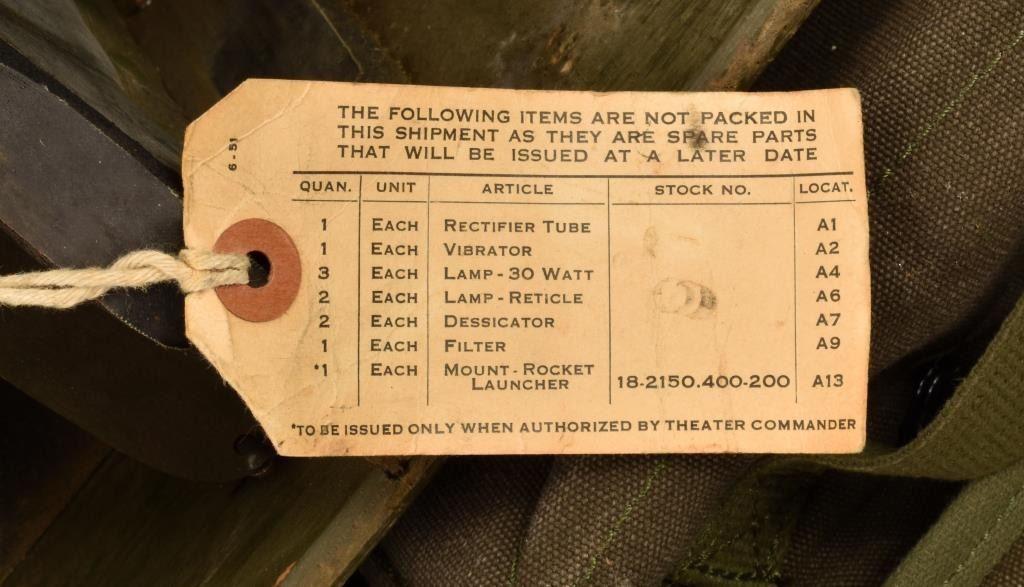 THE FOLLOWING ITEMS ARE NOT PACKED IN
THIS SHIPMENT AS THEY ARE SPARE PARTS
THAT WILL BE ISSUED AT A LATER DATE
6-51
QUAN. UNIT ARTICLE STOCK NO. LOCAT.
1 EACH RECTIFIER TUBE A1
1 EACH VIBRATOR A2
3 EACH LAMP-30 WATT A4
2 EACH LAMP-RETICLE A6
2 EACH DESSICATOR A7
1 EACH FILTER A9
*1 EACH MOUNT-ROCKET
LAUNCHER 18-2150.400-200 A13
*TO BE ISSUED ONLY WHEN AUTHORIZED BY THEATER COMMANDER